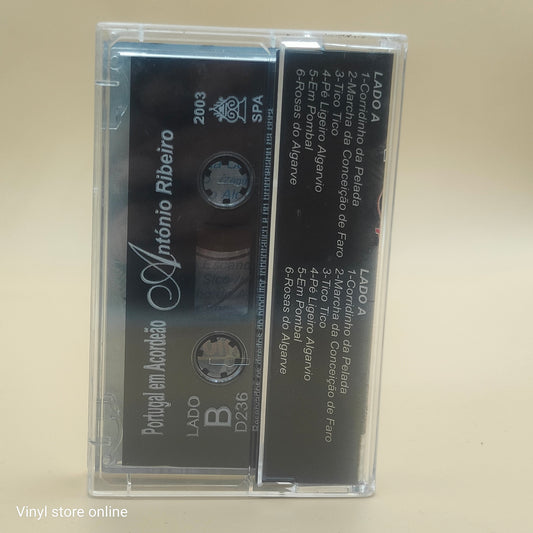 LADO A
1-Corridinho da Pelada
2-Marcha da Conceição de Faro
3-Tico Tico
4-Pé Ligeiro Algarvio
5-Em Pombal
6-Rosas do Algarve
LADO A
1-Corridinho da Pelada
2-Marcha da Conceição de Faro
3-Tico Tico
4-Pé Ligeiro Algarvio
5-Em Pombal
6-Rosas do Algarve
2003
SPA
Portugal em Acordeão
António Ribeiro
LADO
B
D236
Vinyl store online